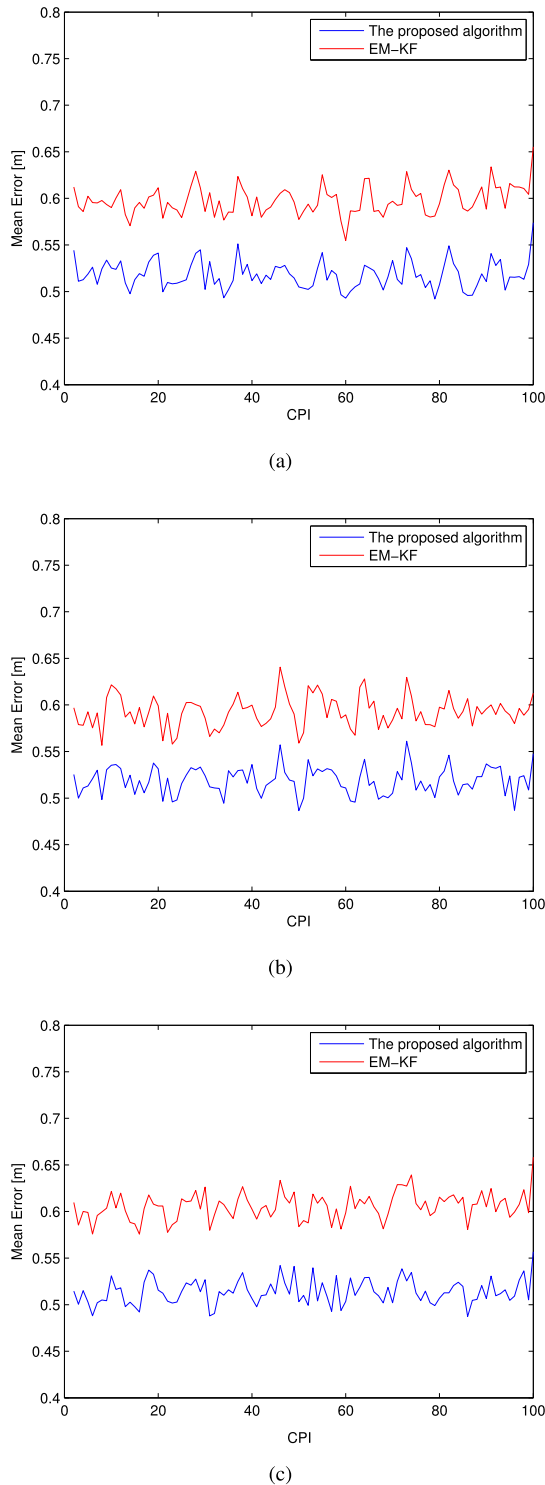 0.8
0.75
0.7
0.65
0.6
0.55
0.5
0.45
0.4
Mean Error [m]
The proposed algorithm
EM−KF
0 20 40 60 80 100
CPI
(a)
0.8
0.75
0.7
0.65
0.6
0.55
0.5
0.45
0.4
Mean Error [m]
The proposed algorithm
EM−KF
0 20 40 60 80 100
CPI
(b)
0.8
0.75
0.7
0.65
0.6
0.55
0.5
0.45
0.4
Mean Error [m]
The proposed algorithm
EM−KF
0 20 40 60 80 100
CPI
(c)